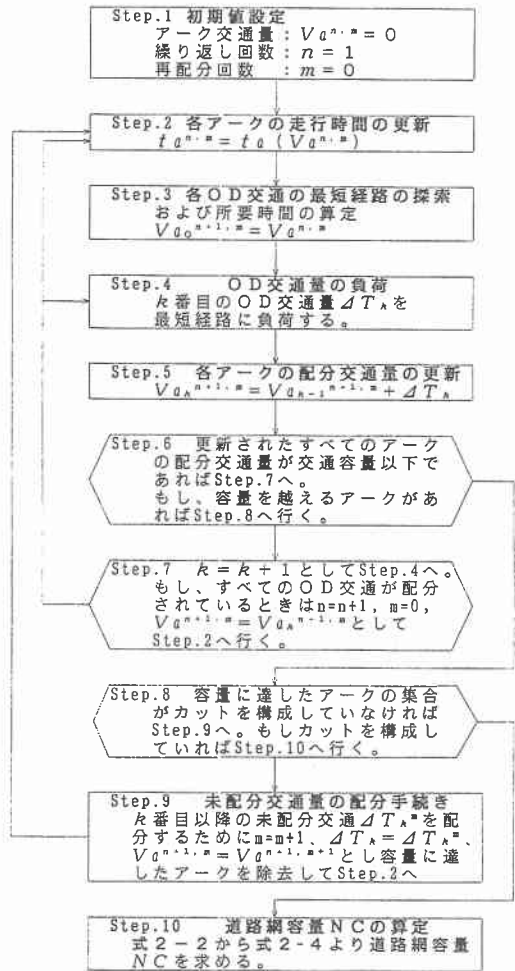 Step.1 初期値設定
アーク交通量：Va^{n,m}＝0
繰り返し回数：n＝1
再配分回数　：m＝0
Step.2 各アークの走行時間の更新
ta^{n,m}＝ta（Va^{n,m}）
Step.3 各ＯＤ交通の最短経路の探索
および所要時間の算定
Va₀^{n+1,m}＝Va^{n,m}
Step.4　　ＯＤ交通量の負荷
k番目のＯＤ交通量ΔTₖを
最短経路に負荷する。
Step.5　各アークの配分交通量の更新
Vaₖ^{n+1,m}＝Vaₖ₋₁^{n+1,m}＋ΔTₖ
Step.6　更新されたすべてのアーク
の配分交通量が交通容量以下で
あればStep.7へ。
もし、容量を越えるアークがあ
ればStep.8へ行く。
Step.7　k＝k＋1としてStep.4へ。
もし、すべてのＯＤ交通が配分
されているときはn=n+1, m=0,
Va^{n+1,m}＝Vaₖ^{n-1,m}として
Step.2へ行く。
Step.8　容量に達したアークの集合
がカットを構成していなければ
Step.9へ。もしカットを構成し
ていればStep.10へ行く。
Step.9　　未配分交通量の配分手続き
k番目以降の未配分交通ΔTₖ^mを配
分するためにm=m+1、ΔTₖ＝ΔTₖ^m、
Va^{n+1,m}＝Va^{n+1,m+1}とし容量に達
したアークを除去してStep.2へ
Step.10　　道路網容量ＮＣの算定
式２－２から式２-４より道路網容量
NCを求める。